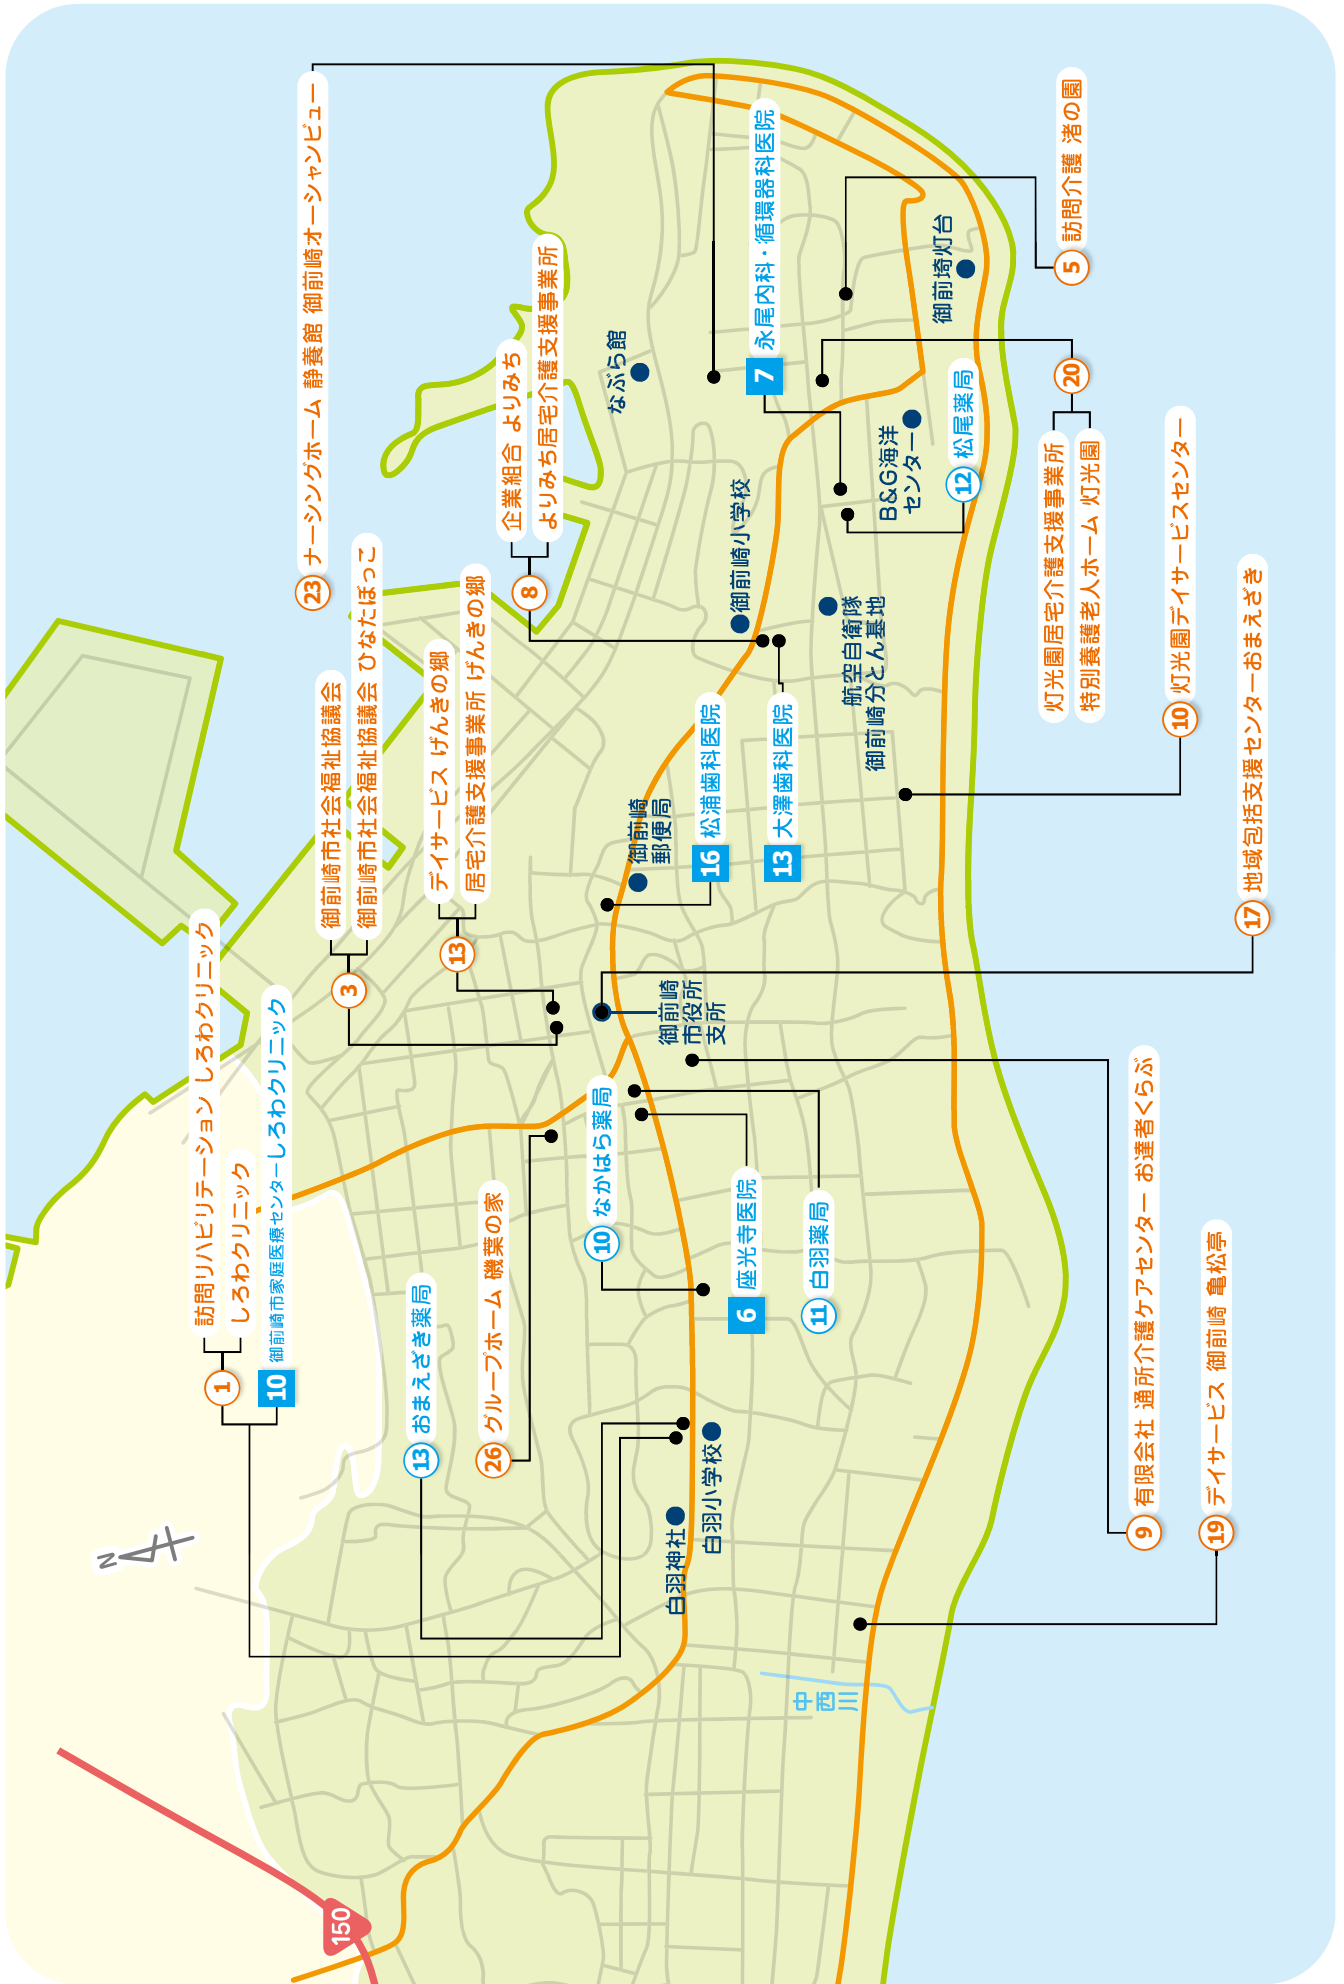 23 ナーシングホーム 静養館 御前崎オーシャンビュー
企業組合 よりみち
よりみち居宅介護支援事業所
8
御前崎市社会福祉協議会
御前崎市社会福祉協議会 ひなたぼっこ
3
デイサービス げんきの郷
居宅介護支援事業所 げんきの郷
13
訪問リハビリテーション しろわクリニック
しろわクリニック
1
10 御前崎市家庭医療センターしろわクリニック
13 おまえざき薬局
26 グループホーム 磯葉の家
10 なかはら薬局
なぶら館
御前崎小学校
御前崎
郵便局
御前崎
市役所
支所
白羽神社
白羽小学校
16 松浦歯科医院
13 大澤歯科医院
7 永尾内科・循環器科医院
6 座光寺医院
11 白羽薬局
航空自衛隊
御前崎分とん基地
B&G海洋
センター
御前埼灯台
12 松尾薬局
5 訪問介護 渚の園
20
灯光園居宅介護支援事業所
特別養護老人ホーム 灯光園
10 灯光園デイサービスセンター
17 地域包括支援センターおまえざき
9 有限会社 通所介護ケアセンター お達者くらぶ
19 デイサービス 御前崎 亀松亭
中西川
150
N